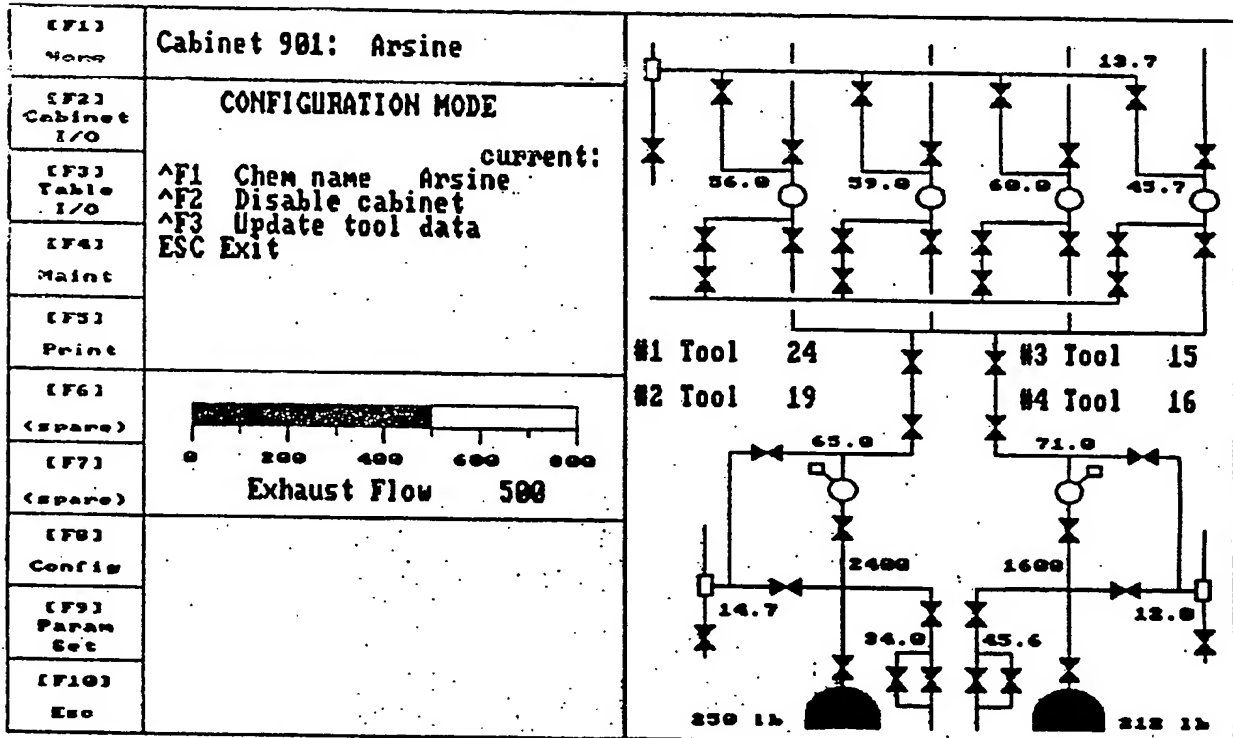 [F1]
None
[F2]
Cabinet
I/O
[F3]
Table
I/O
[F4]
Maint
[F5]
Print
[F6]
(spare)
[F7]
(spare)
[F8]
Config
[F9]
Param
Set
[F10]
Esc
Cabinet 901: Arsine
CONFIGURATION MODE
current:
^F1 Chem name Arsine
^F2 Disable cabinet
^F3 Update tool data
ESC Exit
0 200 400 600 800
Exhaust Flow 500
13.7
56.0 59.0 60.0 45.7
#1 Tool 24 #3 Tool 15
#2 Tool 19 #4 Tool 16
65.0 71.0
2400 1600
14.7 12.8
94.0 45.6
250 lb 212 lb